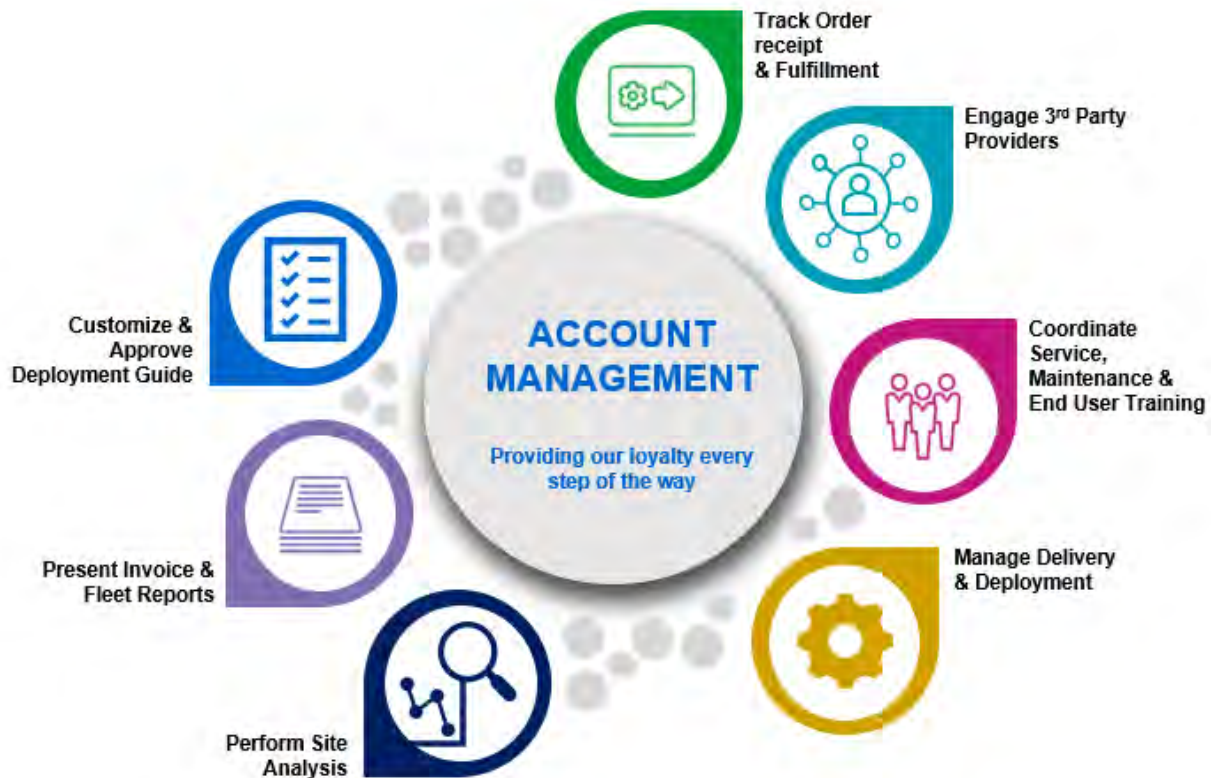 Track Order
receipt
& Fulfillment
Engage 3rd Party
Providers
Customize &
Approve
Deployment Guide
ACCOUNT
MANAGEMENT
Providing our loyalty every
step of the way
Coordinate
Service,
Maintenance &
End User Training
Present Invoice &
Fleet Reports
Manage Delivery
& Deployment
Perform Site
Analysis